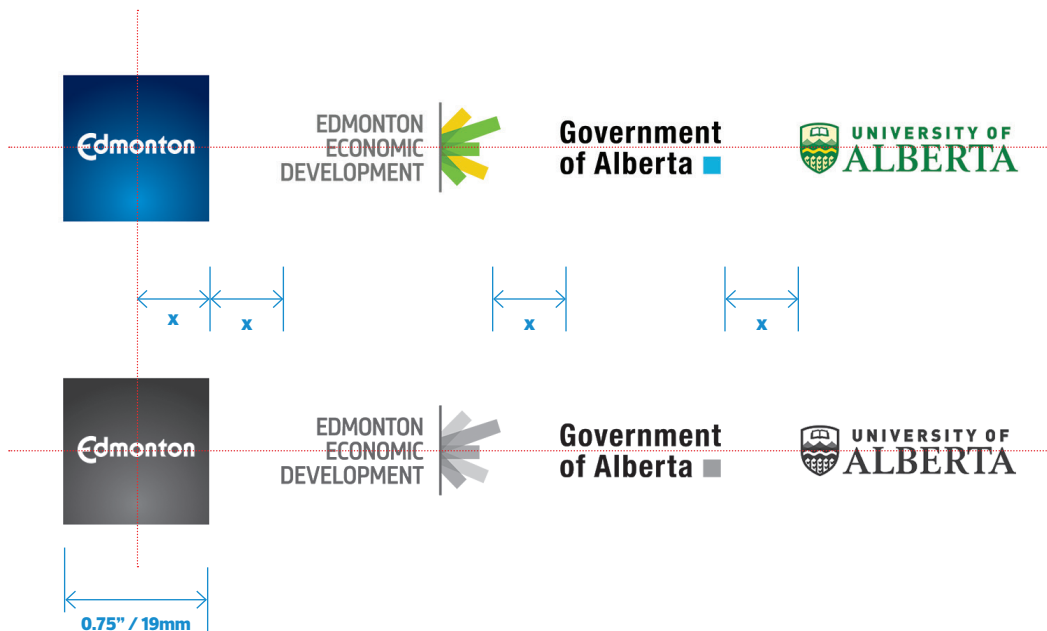 Edmonton
EDMONTON
ECONOMIC
DEVELOPMENT
Government
of Alberta
UNIVERSITY OF
ALBERTA
x
x
x
x
Edmonton
EDMONTON
ECONOMIC
DEVELOPMENT
Government
of Alberta
UNIVERSITY OF
ALBERTA
0.75” / 19mm